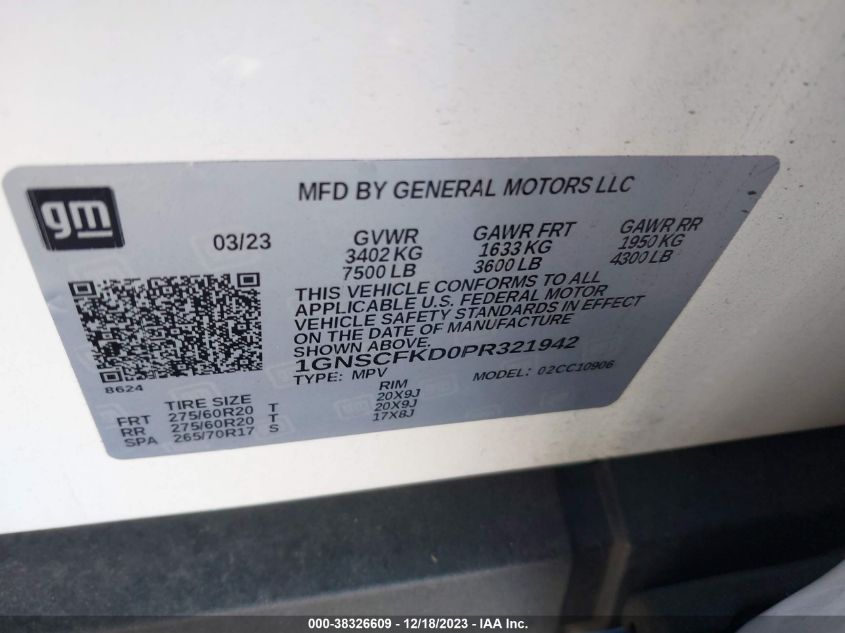 gm
MFD BY GENERAL MOTORS LLC
03/23
GVWR
3402 KG
7500 LB
GAWR FRT
1633 KG
3600 LB
GAWR RR
1950 KG
4300 LB
THIS VEHICLE CONFORMS TO ALL
APPLICABLE U.S. FEDERAL MOTOR
VEHICLE SAFETY STANDARDS IN EFFECT
ON THE DATE OF MANUFACTURE
SHOWN ABOVE.
1GNSCFKD0PR321942
TYPE: MPV
MODEL: 02CC10906
8624
TIRE SIZE RIM
FRT 275/60R20 T 20X9J
RR 275/60R20 T 20X9J
SPA 265/70R17 S 17X8J
000-38326609 - 12/18/2023 - IAA Inc.